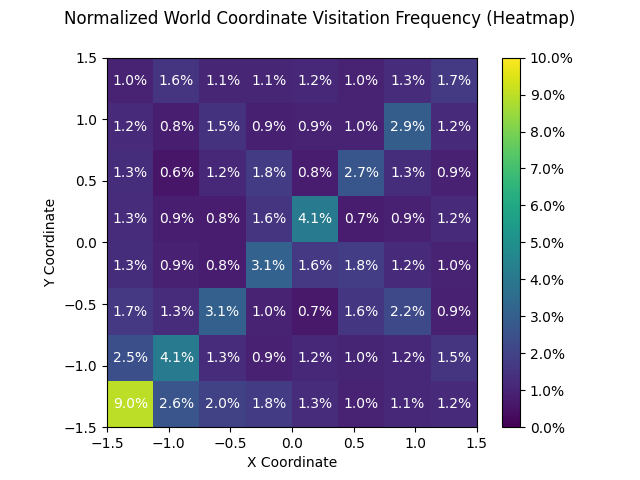 Normalized World Coordinate Visitation Frequency (Heatmap)
1.5
1.0% 1.6% 1.1% 1.1% 1.2% 1.0% 1.3% 1.7%
1.0
1.2% 0.8% 1.5% 0.9% 0.9% 1.0% 2.9% 1.2%
0.5
1.3% 0.6% 1.2% 1.8% 0.8% 2.7% 1.3% 0.9%
1.3% 0.9% 0.8% 1.6% 4.1% 0.7% 0.9% 1.2%
0.0
1.3% 0.9% 0.8% 3.1% 1.6% 1.8% 1.2% 1.0%
−0.5
1.7% 1.3% 3.1% 1.0% 0.7% 1.6% 2.2% 0.9%
−1.0
2.5% 4.1% 1.3% 0.9% 1.2% 1.0% 1.2% 1.5%
9.0% 2.6% 2.0% 1.8% 1.3% 1.0% 1.1% 1.2%
−1.5
Y Coordinate
−1.5 −1.0 −0.5 0.0 0.5 1.0 1.5
X Coordinate
10.0%
9.0%
8.0%
7.0%
6.0%
5.0%
4.0%
3.0%
2.0%
1.0%
0.0%